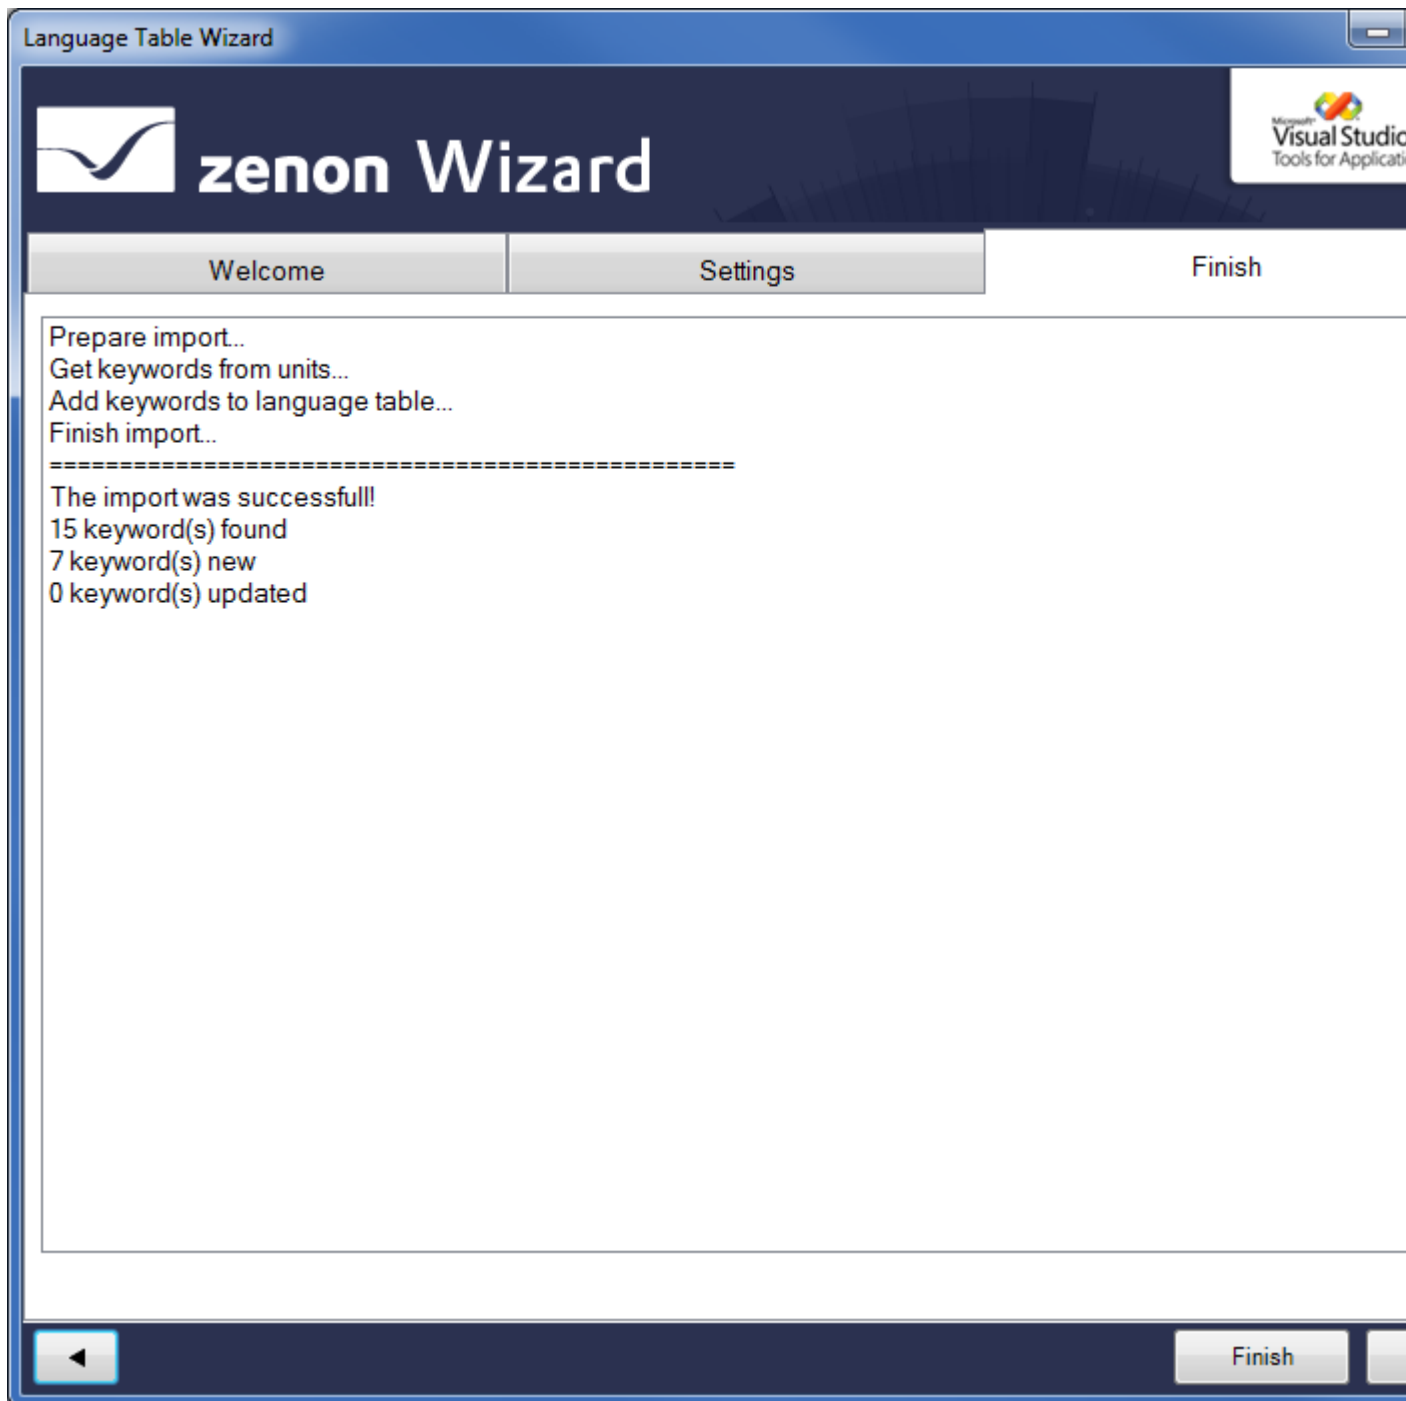 Language Table Wizard
zenon Wizard
Microsoft
Visual Studio
Tools for
Welcome
Settings
Finish
Prepare import...
Get keywords from units...
Add keywords to language table...
Finish import...
=================================================
The import was successfull!
15 keyword(s) found
7 keyword(s) new
0 keyword(s) updated
Finish